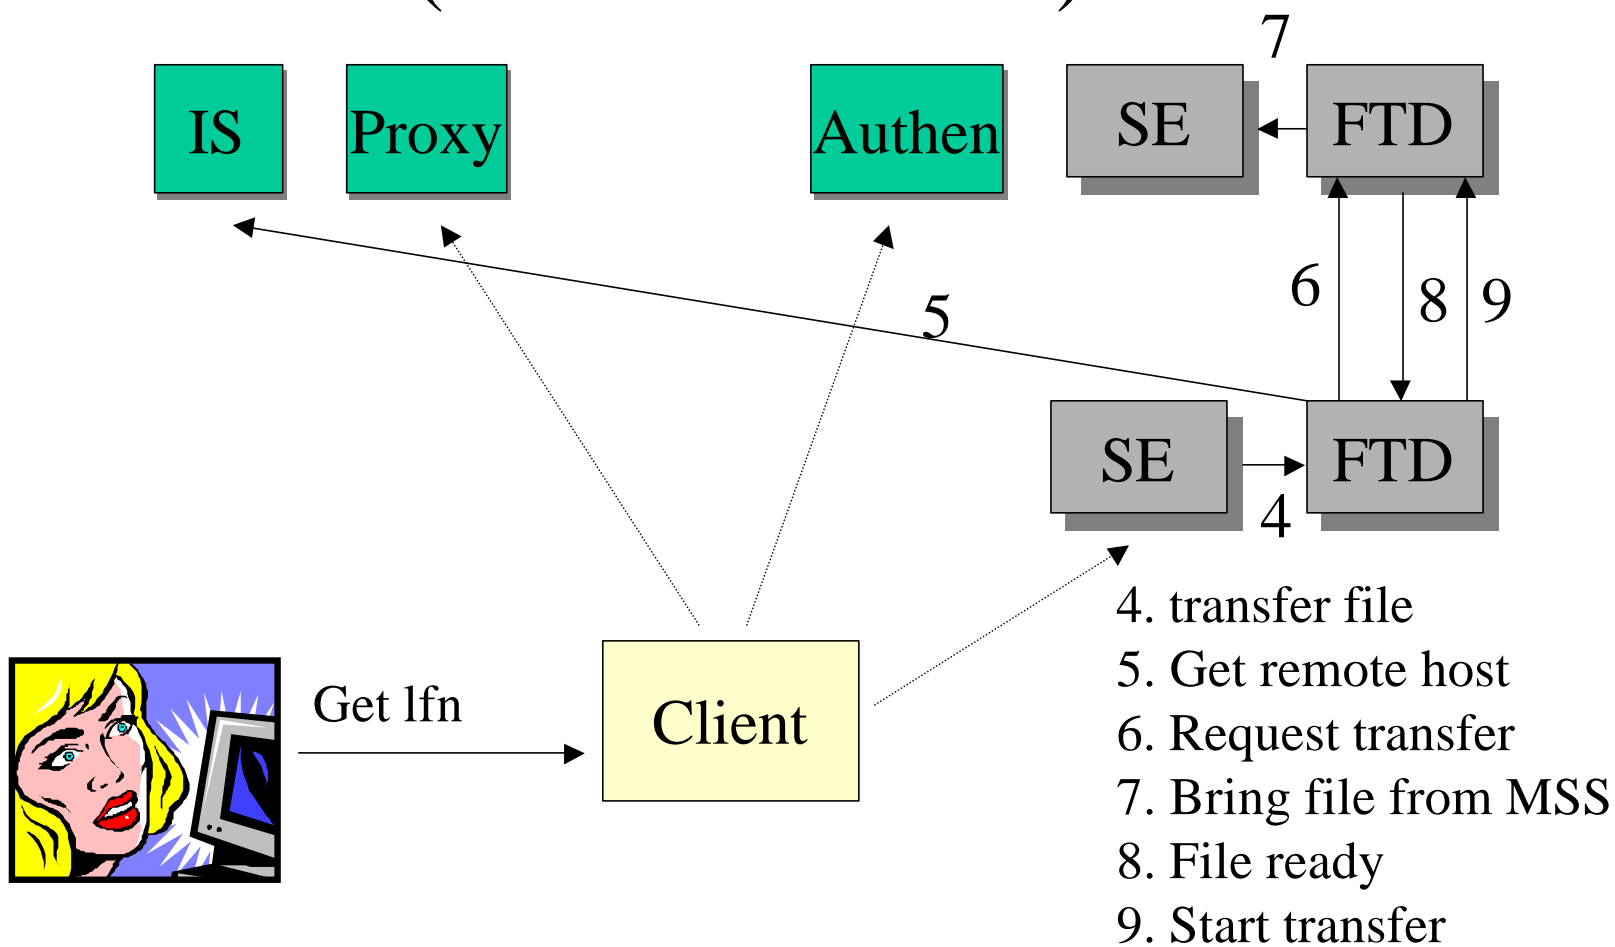 7
IS
Proxy
Authen
SE
FTD
6
8
9
5
SE
FTD
4
4. transfer file
5. Get remote host
6. Request transfer
7. Bring file from MSS
8. File ready
9. Start transfer
Get lfn
Client